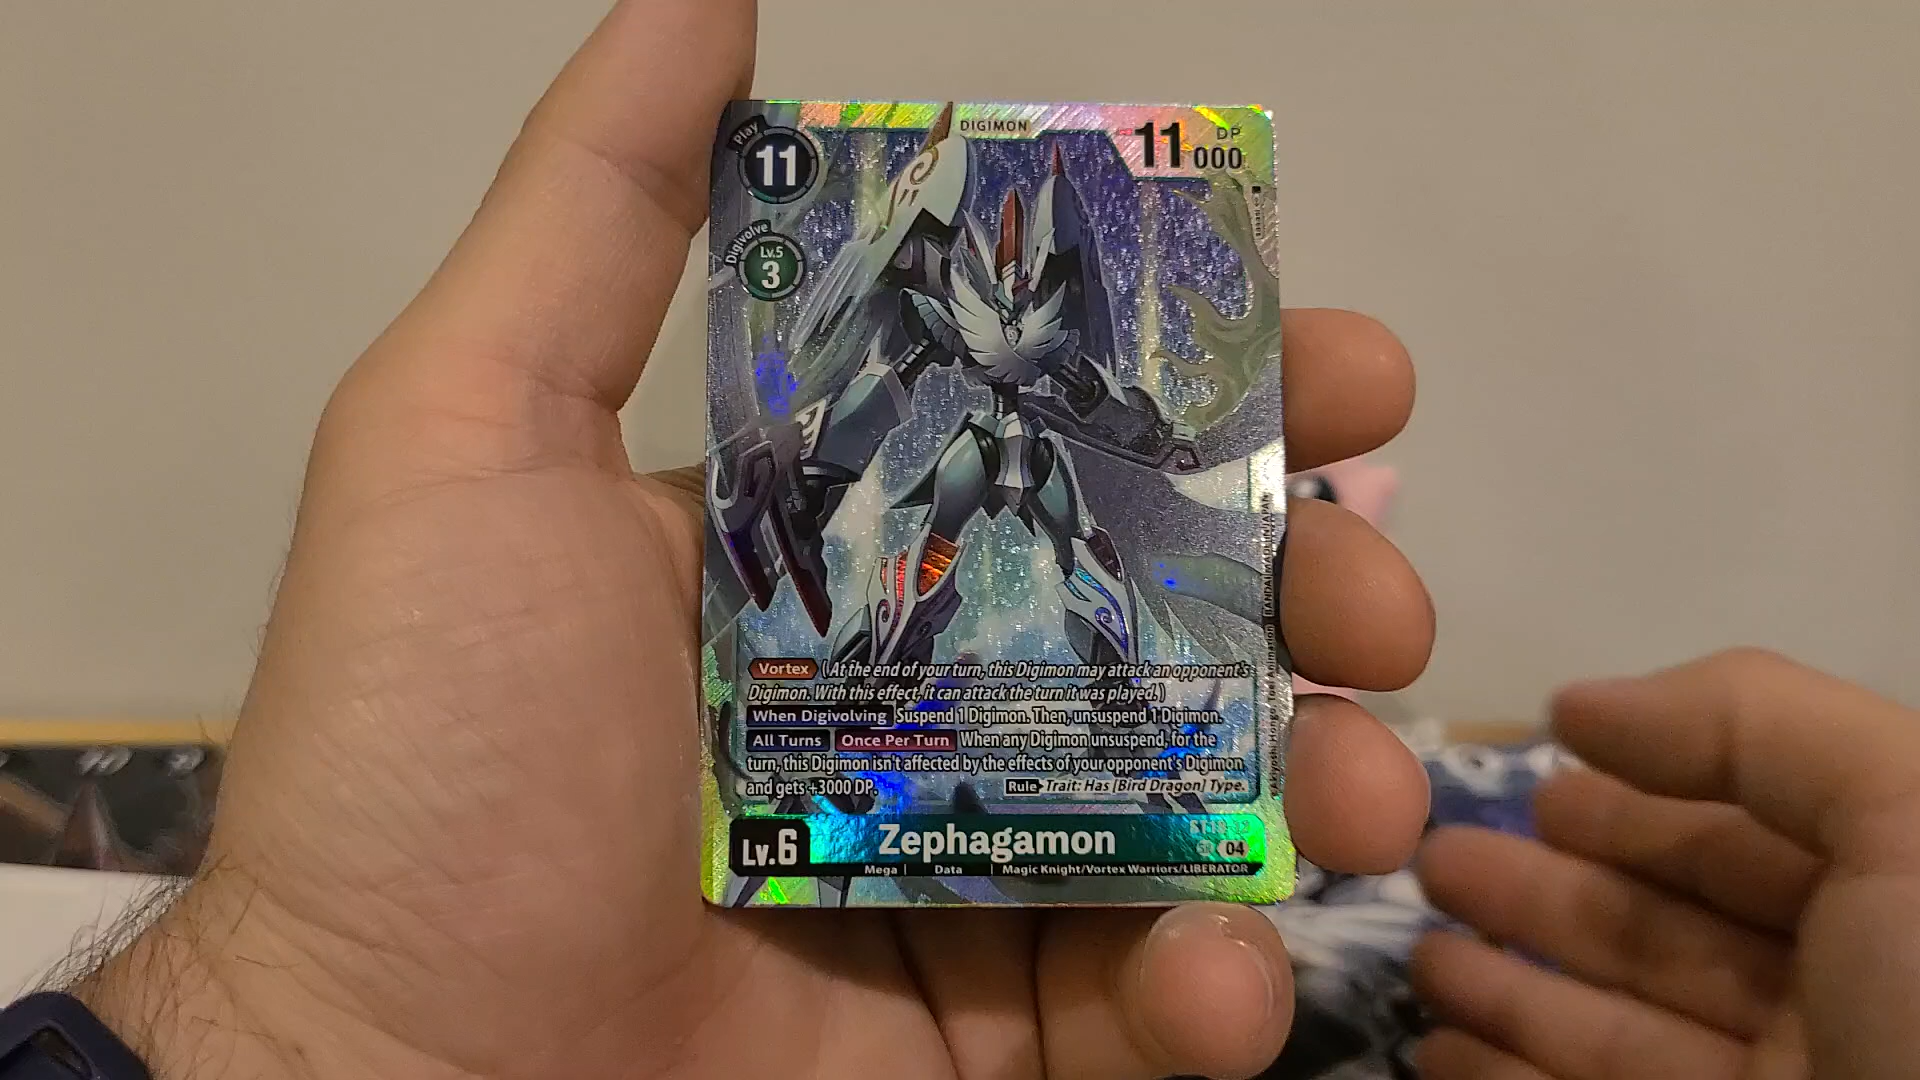 DIGIMON
Play
11
11000
DP
Digivolve
Lv.5
3
Vortex (At the end of your turn, this Digimon may attack an opponent's
Digimon. With this effect, it can attack the turn it was played.)
When Digivolving Suspend 1 Digimon. Then, unsuspend 1 Digimon.
All Turns Once Per Turn When any Digimon unsuspend, for the
turn, this Digimon isn't affected by the effects of your opponent's Digimon
and gets +3000 DP.
Rule Trait: Has [Bird Dragon] Type.
Lv.6
Zephagamon
SR 04
Mega | Data | Magic Knight/Vortex Warriors/LIBERATOR